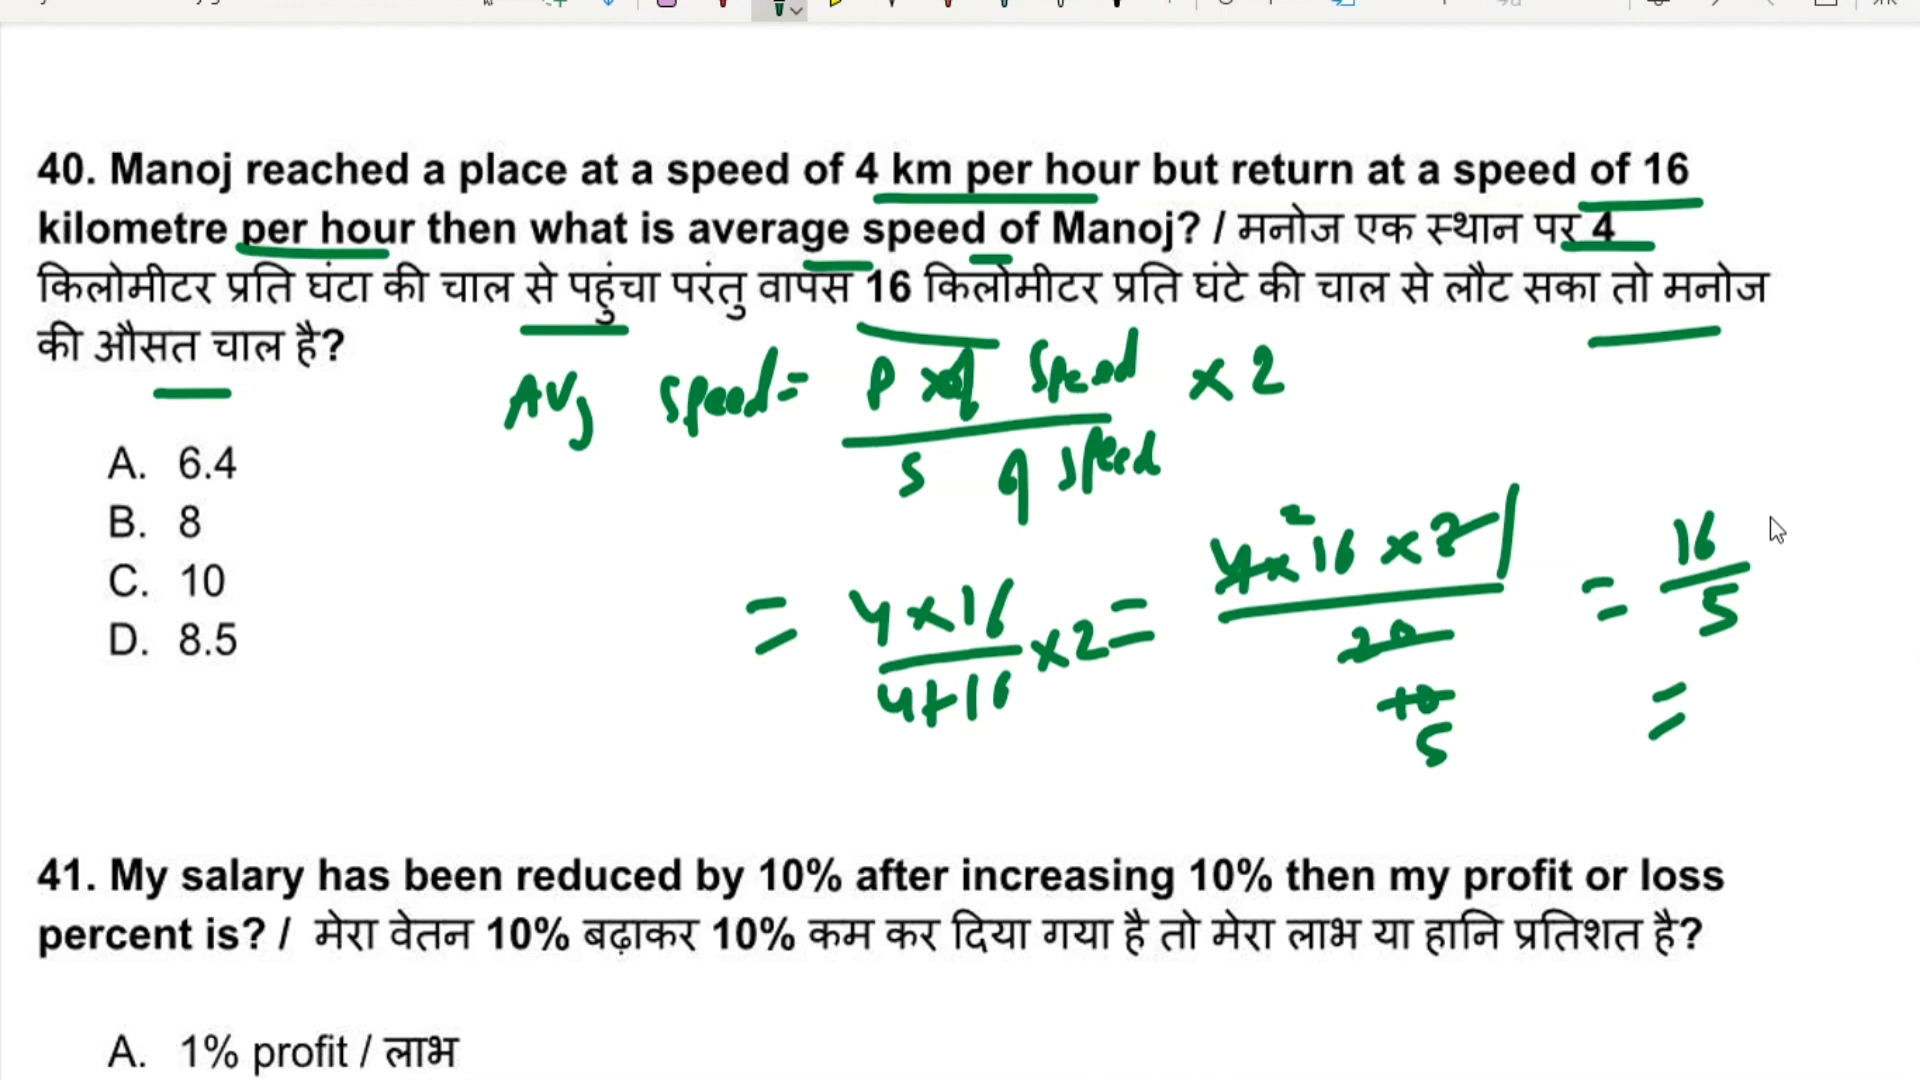 40. Manoj reached a place at a speed of 4 km per hour but return at a speed of 16
kilometre per hour then what is average speed of Manoj? / मनोज एक स्थान पर 4
किलोमीटर प्रति घंटा की चाल से पहुंचा परंतु वापस 16 किलोमीटर प्रति घंटे की चाल से लौट सका तो मनोज
की औसत चाल है?
Avg speed = P of speed × 2
S of speed
A. 6.4
B. 8
C. 10
D. 8.5
= 4×16 ×2 = 4×16×2 = 16
4+16 20 5
2
10
5
=
41. My salary has been reduced by 10% after increasing 10% then my profit or loss
percent is? / मेरा वेतन 10% बढ़ाकर 10% कम कर दिया गया है तो मेरा लाभ या हानि प्रतिशत है?
A. 1% profit / लाभ